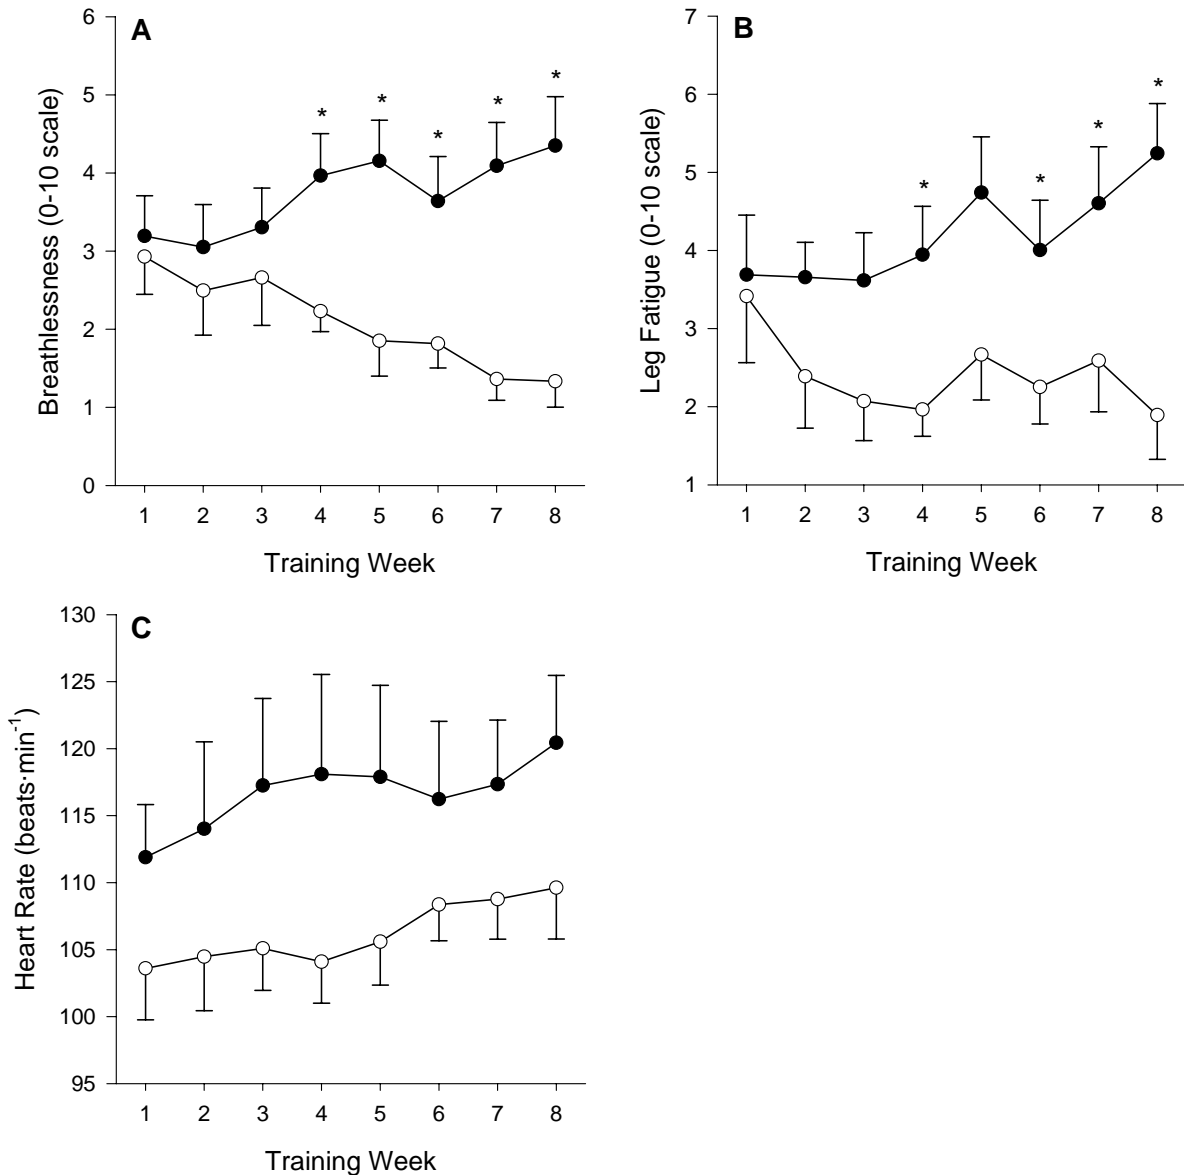 A
Breathlessness (0-10 scale)
6
5
4
3
2
1
0
* * * * *
1 2 3 4 5 6 7 8
Training Week
B
Leg Fatigue (0-10 scale)
7
6
5
4
3
2
1
* * * *
1 2 3 4 5 6 7 8
Training Week
C
Heart Rate (beats·min⁻¹)
130
125
120
115
110
105
100
95
1 2 3 4 5 6 7 8
Training Week